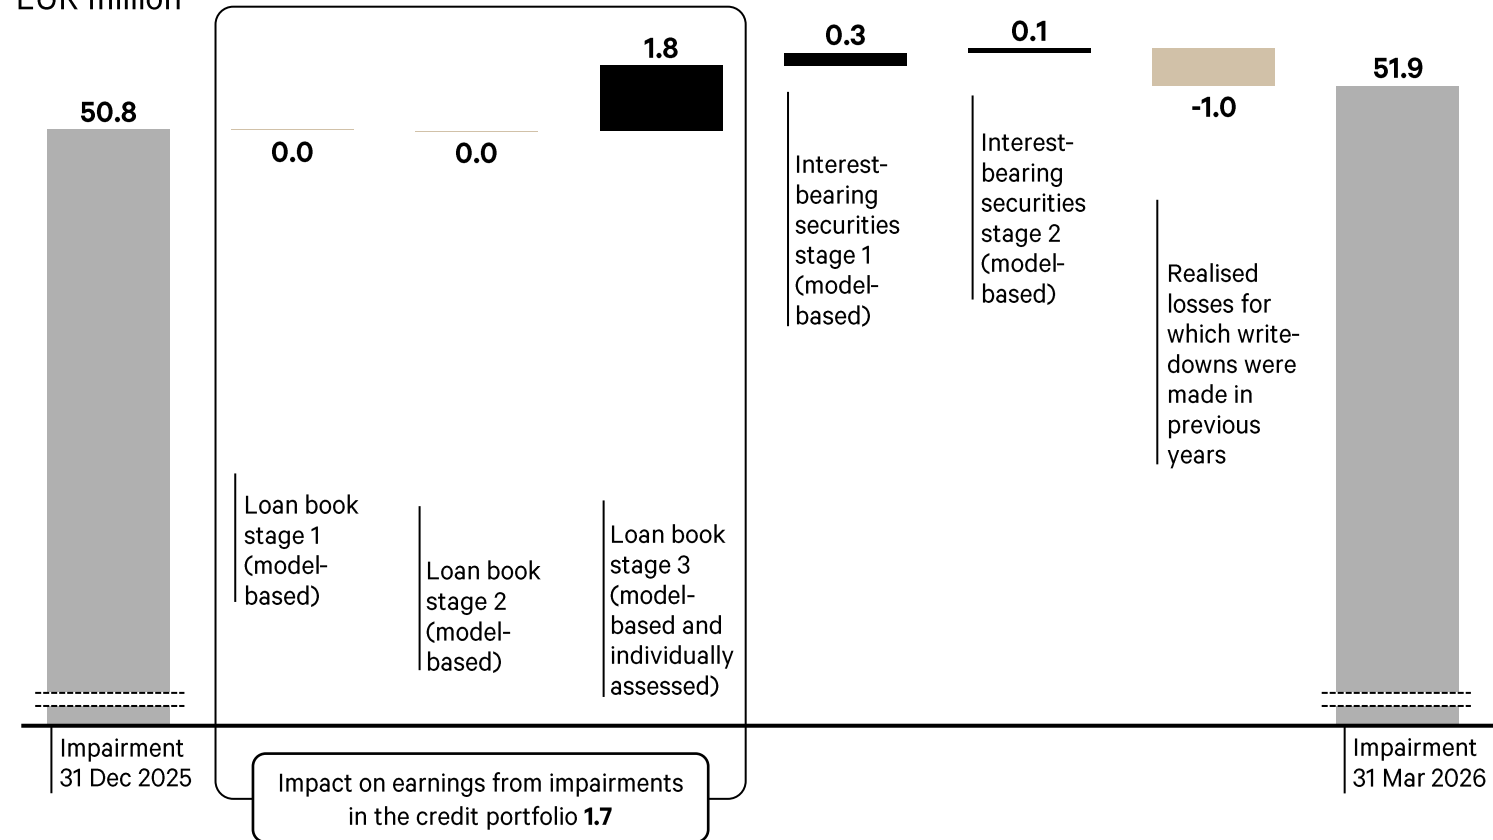 EUR million
50.8
0.0
0.0
1.8
0.3
0.1
-1.0
51.9
Loan book
stage 1
(model-
based)
Loan book
stage 2
(model-
based)
Loan book
stage 3
(model-
based and
individually
assessed)
Interest-
bearing
securities
stage 1
(model-
based)
Interest-
bearing
securities
stage 2
(model-
based)
Realised
losses for
which write-
downs were
made in
previous
years
Impairment
31 Dec 2025
Impact on earnings from impairments
in the credit portfolio 1.7
Impairment
31 Mar 2026